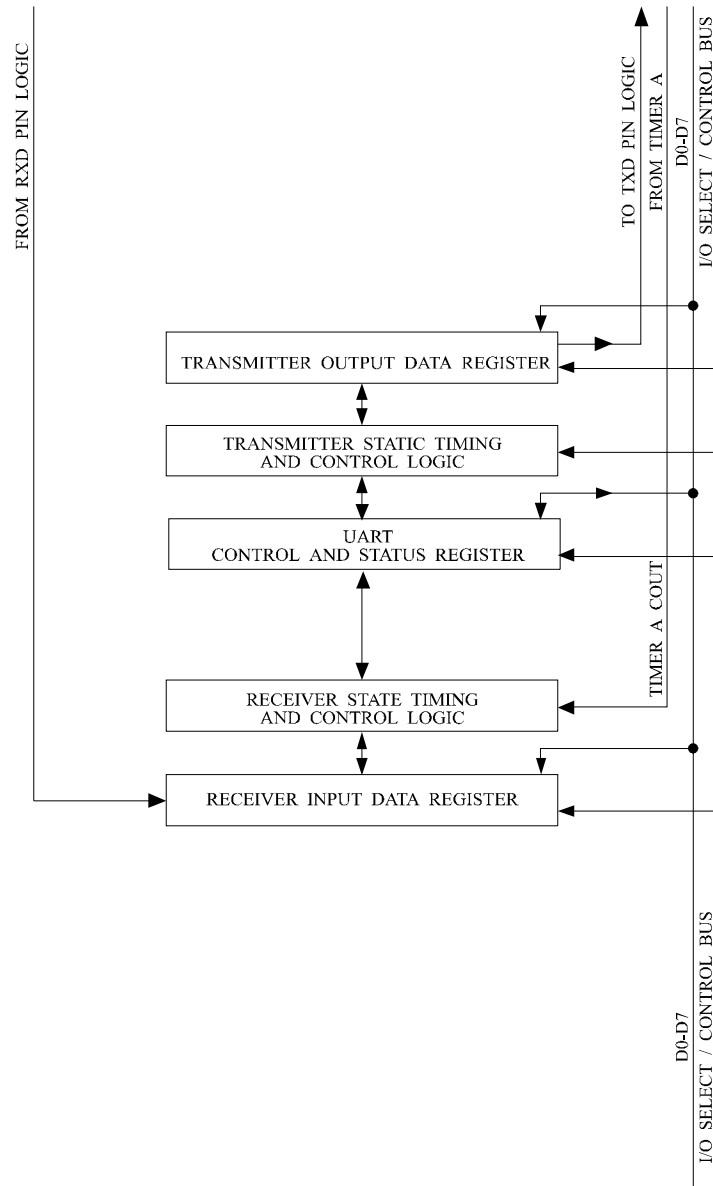 FROM RXD PIN LOGIC
TO TXD PIN LOGIC
FROM TIMER A
D0-D7
I/O SELECT / CONTROL BUS
TRANSMITTER OUTPUT DATA REGISTER
TRANSMITTER STATIC TIMING
AND CONTROL LOGIC
UART
CONTROL AND STATUS REGISTER
TIMER A COUT
RECEIVER STATE TIMING
AND CONTROL LOGIC
RECEIVER INPUT DATA REGISTER
D0-D7
I/O SELECT / CONTROL BUS